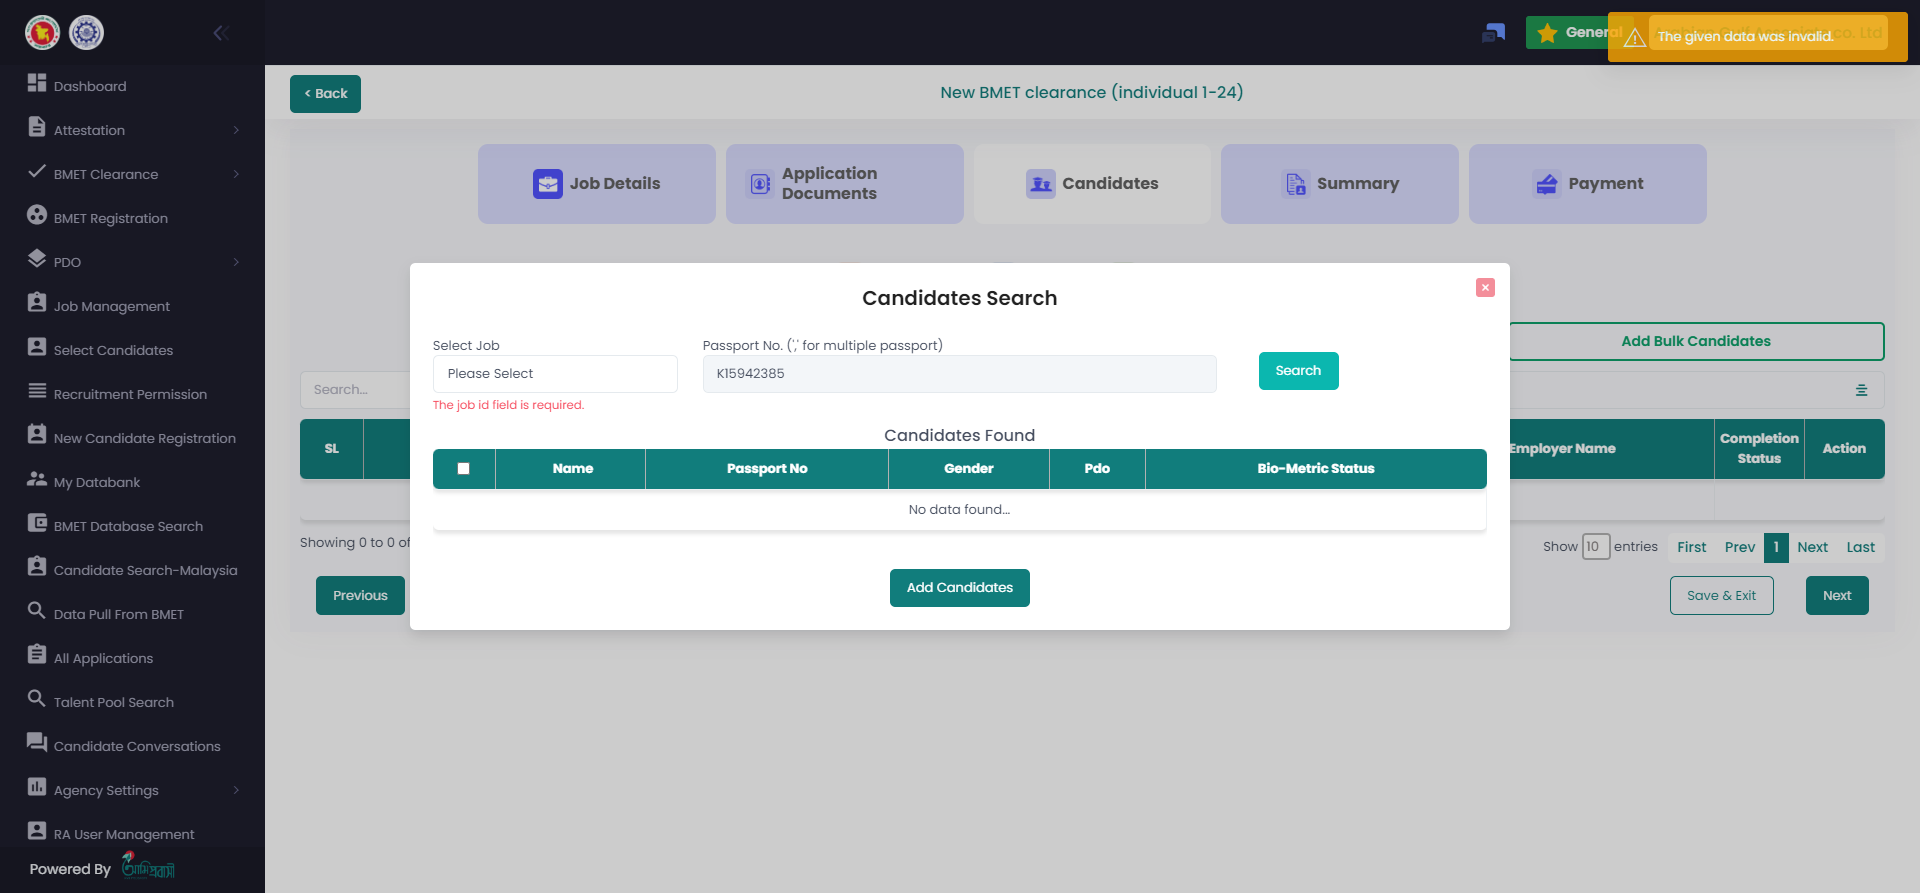 Dashboard
Attestation
BMET Clearance
BMET Registration
PDO
Job Management
Select Candidates
Recruitment Permission
New Candidate Registration
My Databank
BMET Database Search
Candidate Search-Malaysia
Data Pull From BMET
All Applications
Talent Pool Search
Candidate Conversations
Agency Settings
RA User Management
Powered By
আমি প্রবাসী
General
The given data was invalid.
co. Ltd
< Back
New BMET clearance (individual 1-24)
Job Details
Application
Documents
Candidates
Summary
Payment
Add Bulk Candidates
Search...
SL
Employer Name
Completion
Status
Action
Showing 0 to 0 of
Show 10 entries
First Prev 1 Next Last
Previous
Save & Exit
Next
Candidates Search
×
Select Job
Please Select
The job id field is required.
Passport No. (',' for multiple passport)
K15942385
Search
Candidates Found
Name
Passport No
Gender
Pdo
Bio-Metric Status
No data found...
Add Candidates